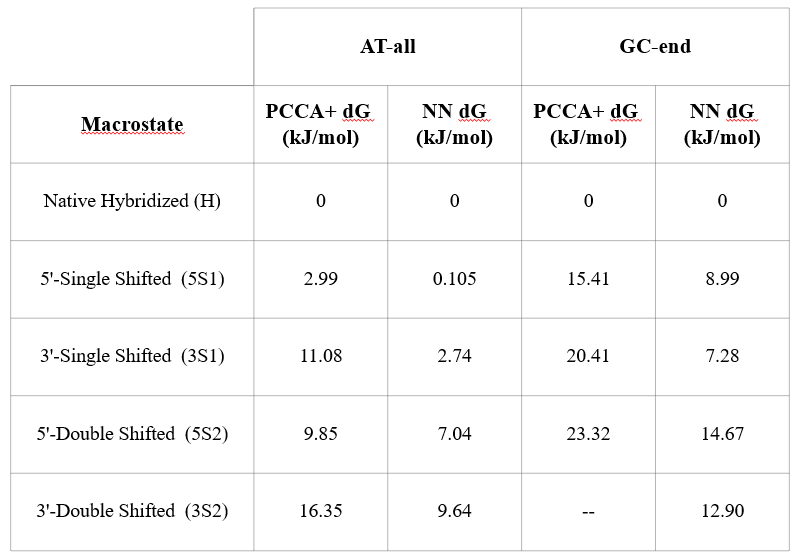 AT-all GC-end
Macrostate PCCA+ dG (kJ/mol) NN dG (kJ/mol) PCCA+ dG (kJ/mol) NN dG (kJ/mol)
Native Hybridized (H) 0 0 0 0
5'-Single Shifted (5S1) 2.99 0.105 15.41 8.99
3'-Single Shifted (3S1) 11.08 2.74 20.41 7.28
5'-Double Shifted (5S2) 9.85 7.04 23.32 14.67
3'-Double Shifted (3S2) 16.35 9.64 -- 12.90